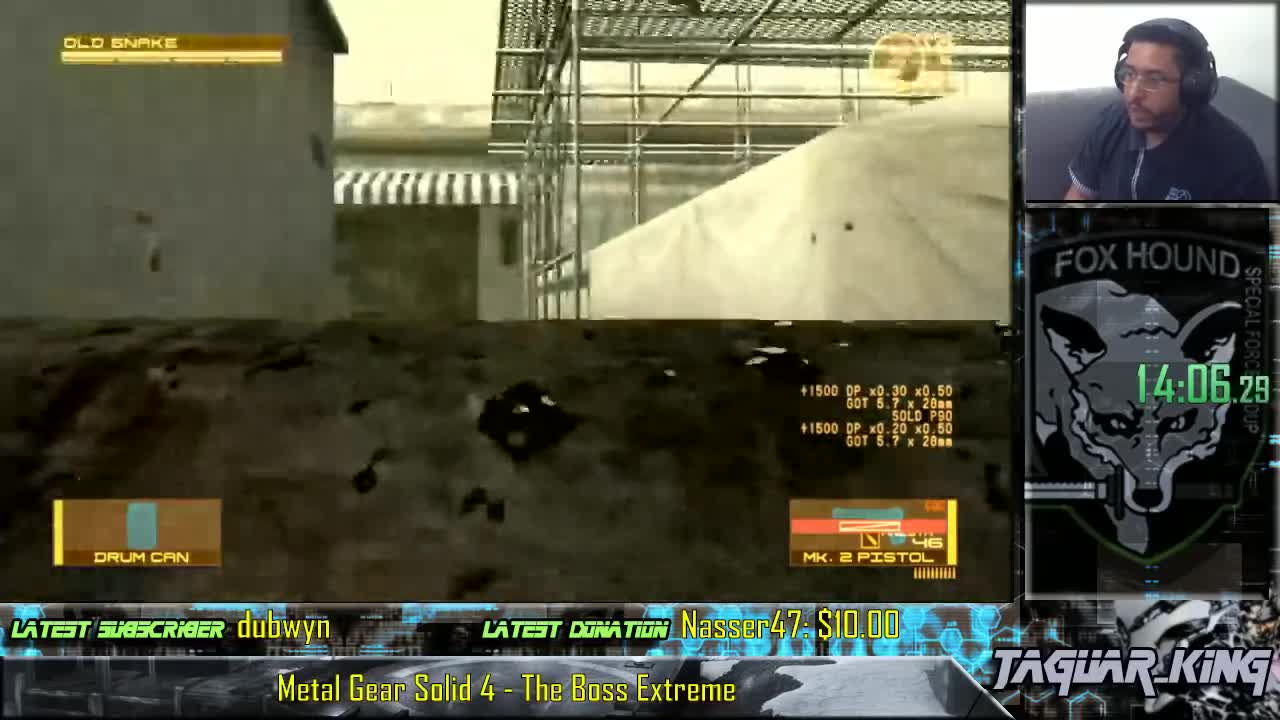 OLD SNAKE
FOX HOUND
14:06.29
+1500 DP x0.30 x0.50
GOT 5.7 x 28mm
SOLD P90
+1500 DP x0.20 x0.50
GOT 5.7 x 28mm
DRUM CAN
46
MK. 2 PISTOL
LATEST SUBSCRIBER dubwyn
LATEST DONATION Nasser47: $10.00
Metal Gear Solid 4 - The Boss Extreme
JAGUAR_KING